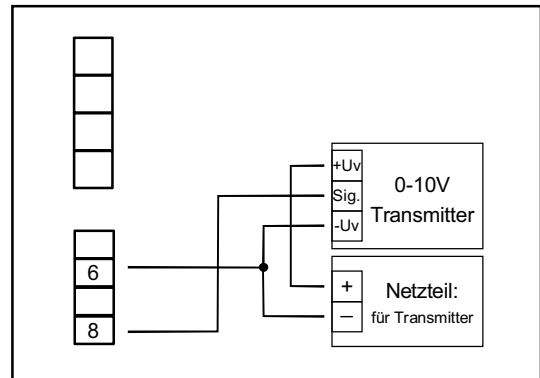 +Uv
Sig.
-Uv
0-10V
Transmitter
6
8
+
–
Netzteil:
für Transmitter